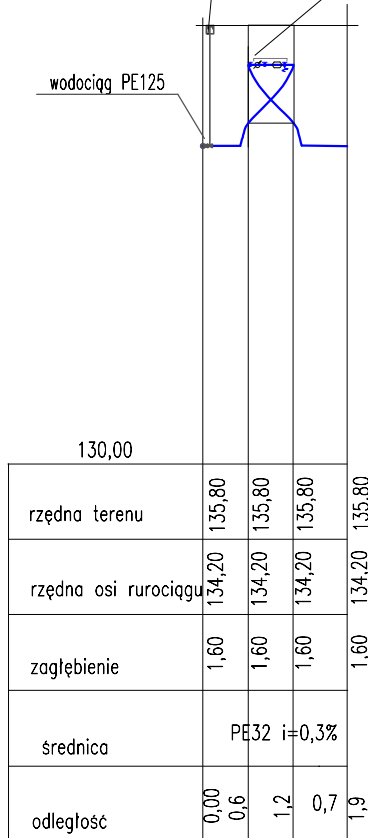 wodociąg PE125
130,00
rzędna terenu 135,80 135,80 135,80 135,80
rzędna osi rurociągu 134,20 134,20 134,20 134,20
zagłębienie 1,60 1,60 1,60 1,60
średnica PE32 i=0,3%
odległość 0,00 0,6 1,2 0,7 1,9